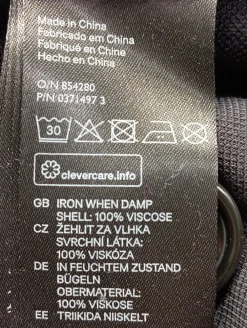 Made in China
Fabricado em China
Fabriqué en Chine
Hecho en China
O/N 854280
P/N 0371497 3
30
clevercare.info
GB IRON WHEN DAMP
SHELL: 100% VISCOSE
CZ ŽEHLIT ZA VLHKA
SVRCHNÍ LÁTKA:
100% VISKÓZA
DE IN FEUCHTEM ZUSTAND
BÜGELN
OBERMATERIAL:
100% VISKOSE
EE TRIIKIDA NIISKELT